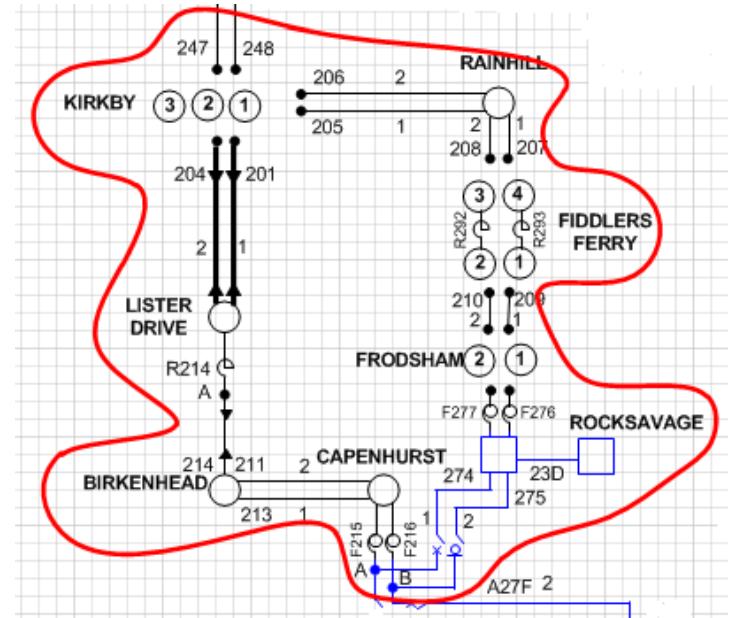 247 248
206 2
RAINHILL
KIRKBY 3 2 1
205 1
2 1
208 207
204 201
3 4
R292 R293
FIDDLERS
FERRY
2 1
2 1
LISTER
DRIVE
210 209
2 1
R214
FRODSHAM 2 1
A
F277 F276
ROCKSAVAGE
214 211 2
CAPENHURST
BIRKENHEAD
274 23D
275
213 1
F215 F216
1 2
A B
A27F 2